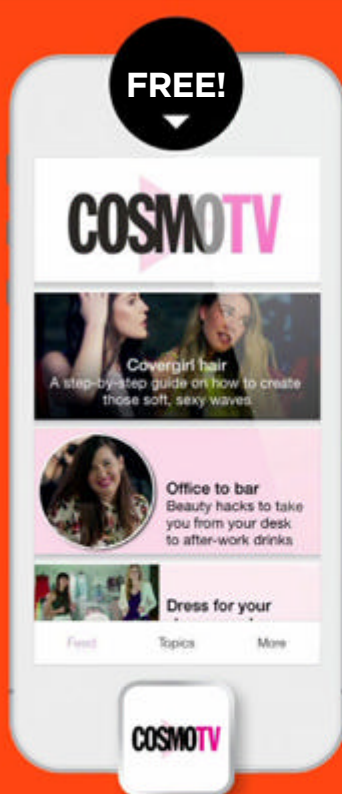 FREE!
COSMOTV
Covergirl hair
A step-by-step guide on how to create
those soft, sexy waves
Office to bar
Beauty hacks to take
you from your desk
to after-work drinks
Dress for your
Feed Topics More
COSMOTV